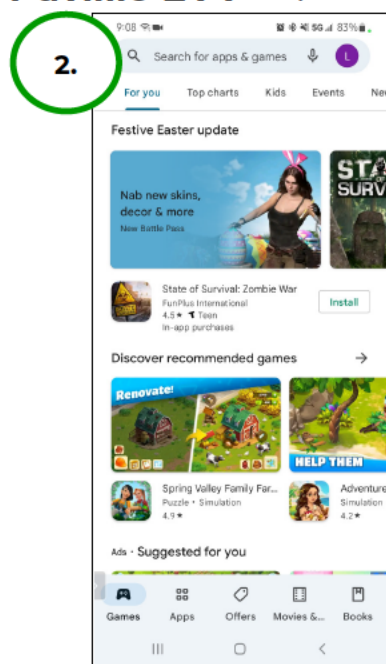 2.
9:08
5G 83%
Search for apps & games
L
For you Top charts Kids Events
Festive Easter update
Nab new skins,
decor & more
New Battle Pass
STA
SURV
State of Survival: Zombie War
FunPlus International
4.5★ T Teen
In-app purchases
Install
Discover recommended games
Renovate!
HELP THEM
Spring Valley Family Far...
Puzzle • Simulation
4.9★
Adventure
Simulation
4.2★
Ads · Suggested for you
Games Apps Offers Movies &... Books